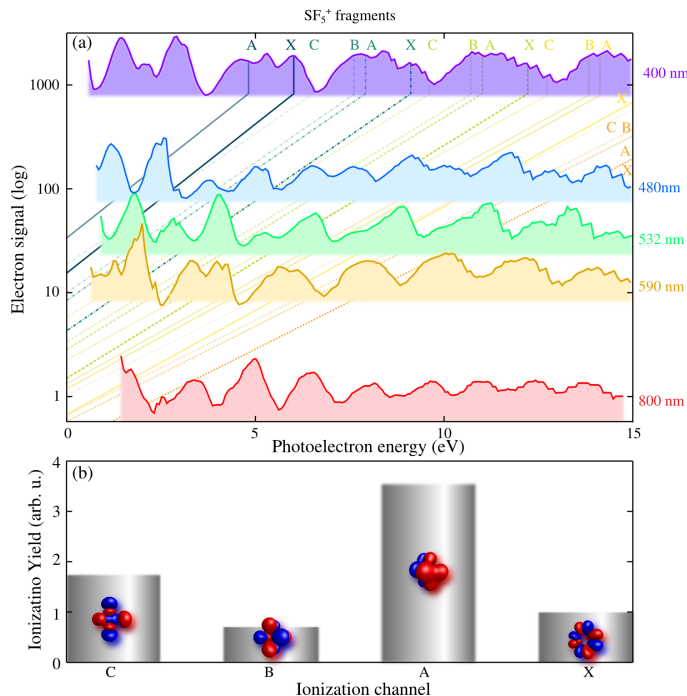 SF5+ fragments
(a) A X C B A X C B A X C B A
1000 400 nm
X
C B
A
X
100 480nm
532 nm
10 590 nm
1 800 nm
0 5 10 15
Electron signal (log)
Photoelectron energy (eV)
(b)
4
3
2
1
0
Ionizatino Yield (arb. u.)
C B A X
Ionization channel